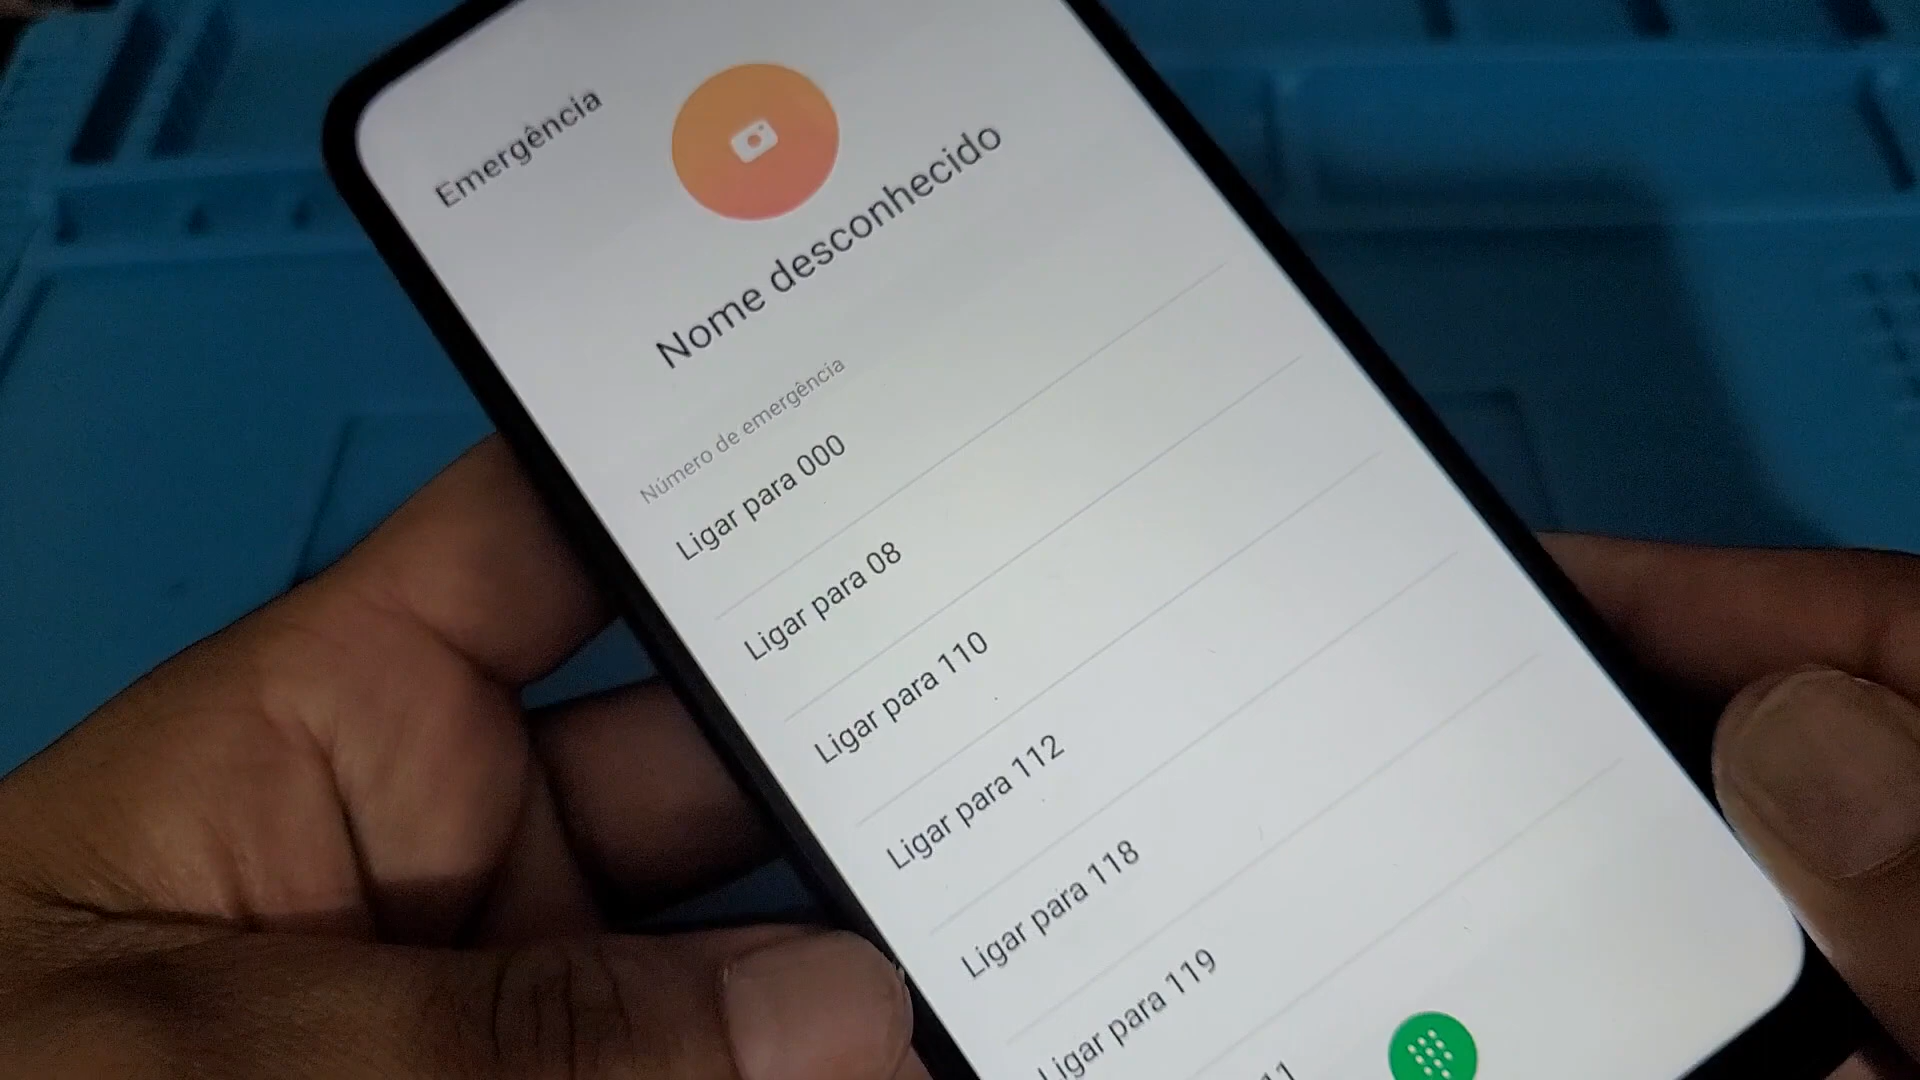 Emergência
Nome desconhecido
Número de emergência
Ligar para 000
Ligar para 08
Ligar para 110
Ligar para 112
Ligar para 118
Ligar para 119